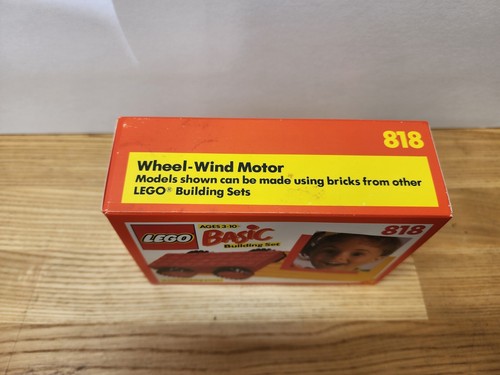 818
Wheel-Wind Motor
Models shown can be made using bricks from other
LEGO® Building Sets
AGES 3-10
LEGO BASIC 818
Building Set